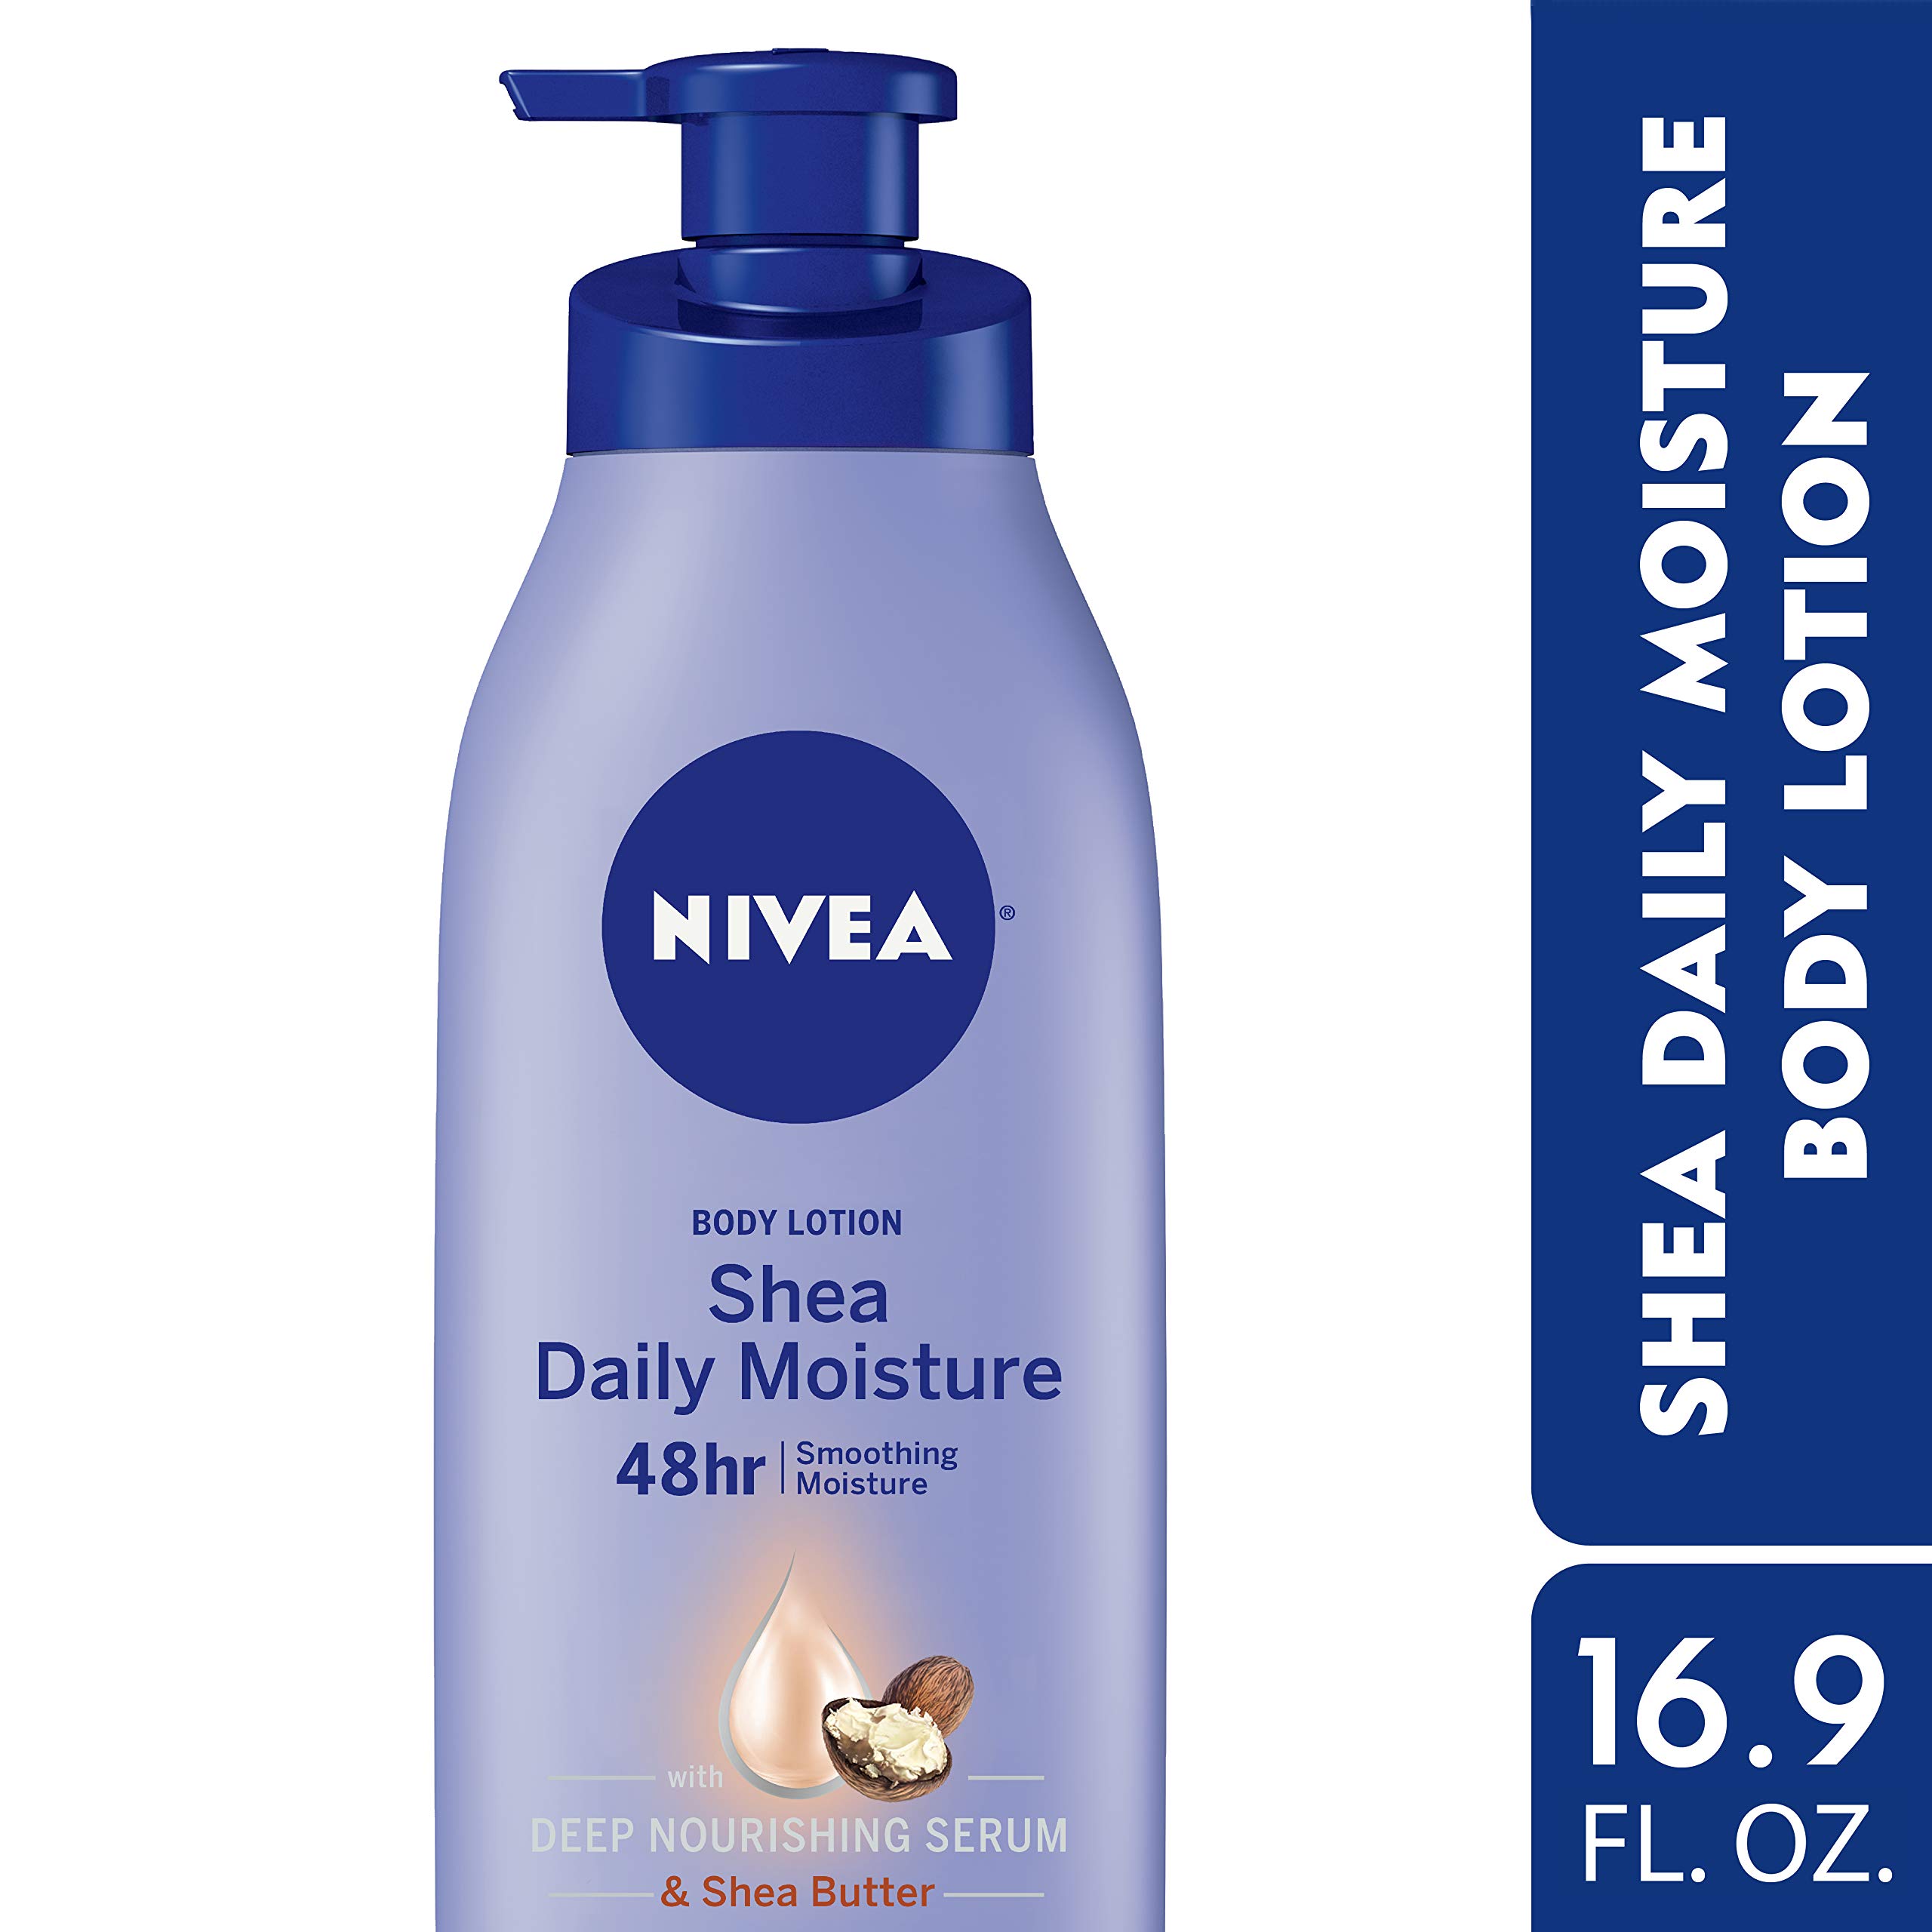 NIVEA®
BODY LOTION
Shea
Daily Moisture
48hr
Smoothing
Moisture
with
DEEP NOURISHING SERUM
& Shea Butter
SHEA DAILY MOISTURE
BODY LOTION
16.9
FL. OZ.